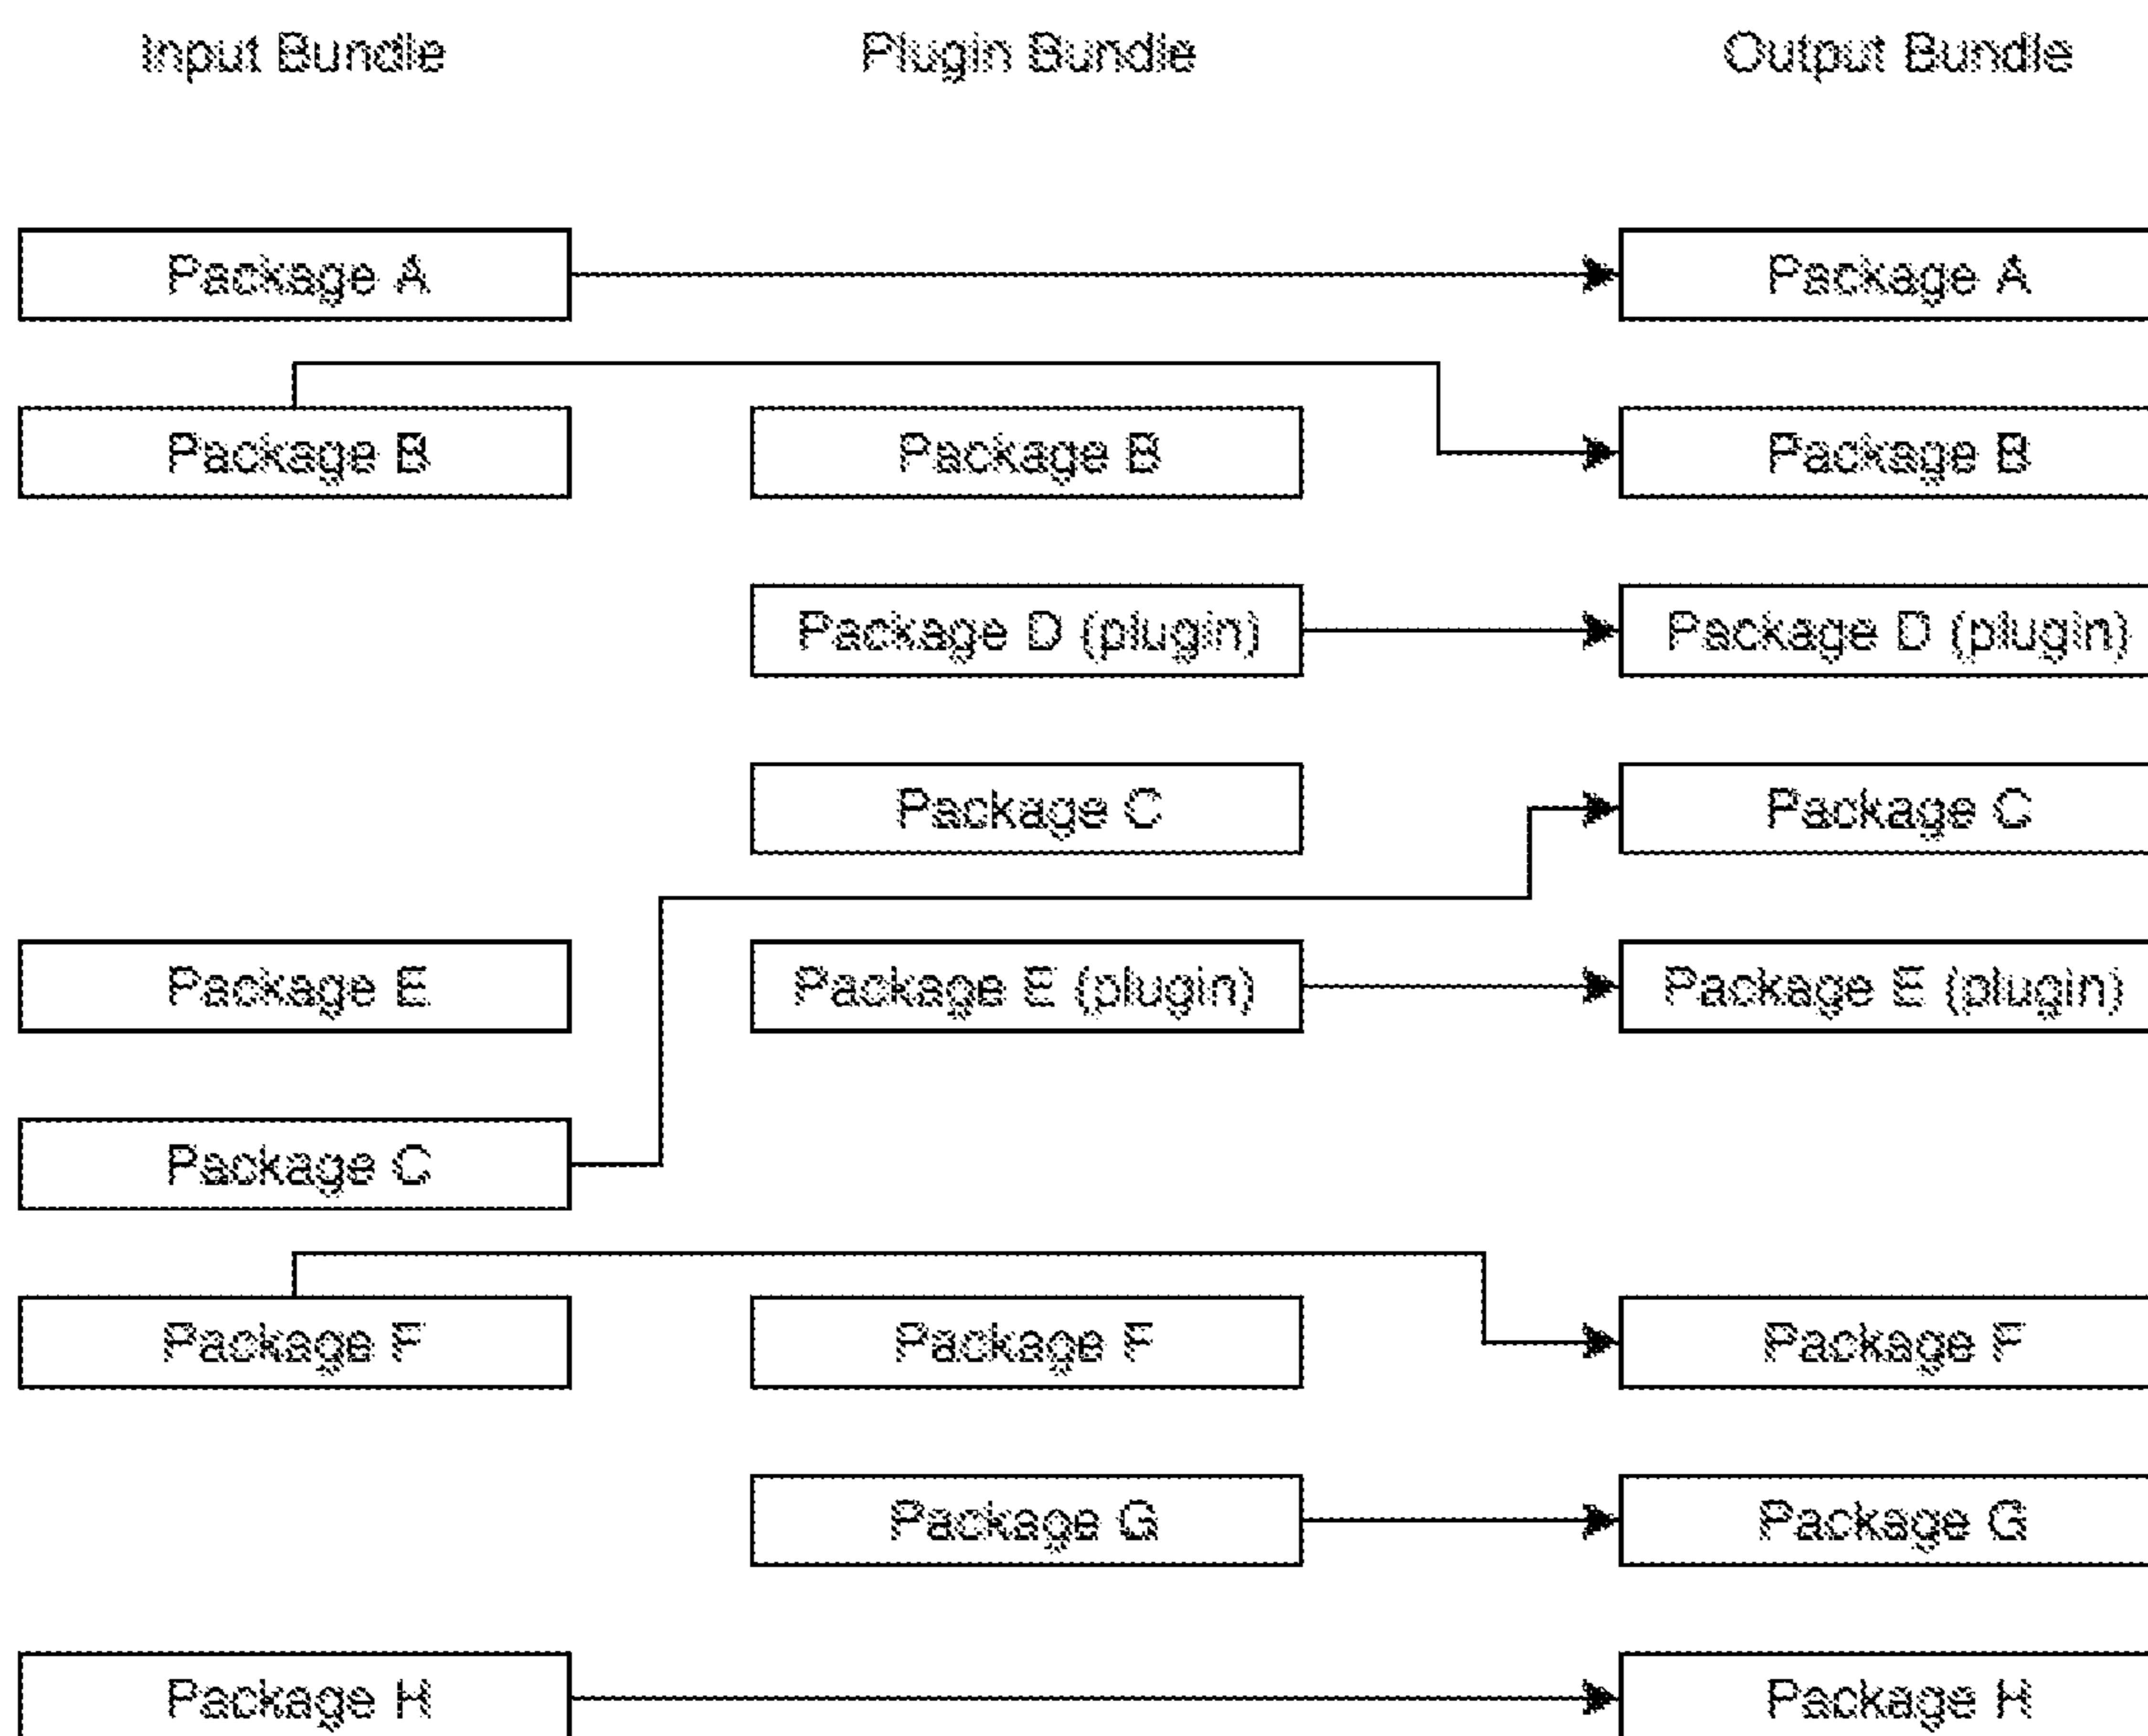 Input Bundle Plugin Bundle Output Bundle
Package A Package A
Package B Package B Package B
Package D (plugin) Package D (plugin)
Package C Package C
Package E Package E (plugin) Package E (plugin)
Package C
Package F Package F Package F
Package G Package G
Package H Package H